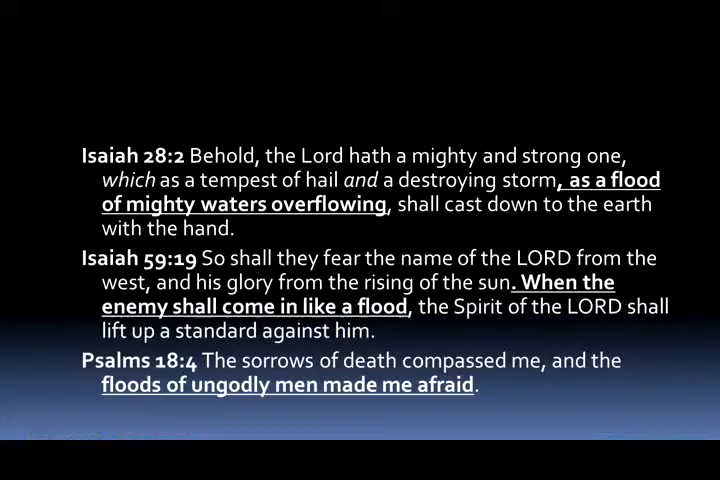 Isaiah 28:2 Behold, the Lord hath a mighty and strong one,
which as a tempest of hail and a destroying storm, as a flood
of mighty waters overflowing, shall cast down to the earth
with the hand.
Isaiah 59:19 So shall they fear the name of the LORD from the
west, and his glory from the rising of the sun. When the
enemy shall come in like a flood, the Spirit of the LORD shall
lift up a standard against him.
Psalms 18:4 The sorrows of death compassed me, and the
floods of ungodly men made me afraid.